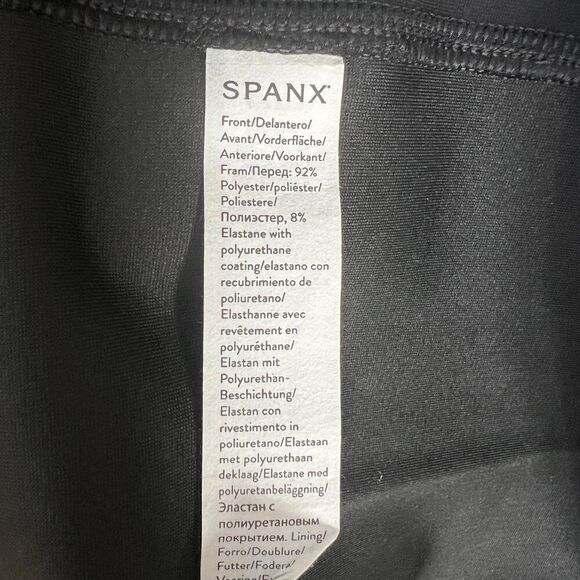 SPANX
Front/Delantero/
Avant/Vorderfläche/
Anteriore/Voorkant/
Fram/Перед: 92%
Polyester/poliéster/
Poliestere/
Полиэстер, 8%
Elastane with
polyurethane
coating/elastano con
recubrimiento de
poliuretano/
Elasthanne avec
revêtement en
polyuréthane/
Elastan mit
Polyurethan-
Beschichtung/
Elastan con
rivestimento in
poliuretano/Elastaan
met polyurethaan
deklaag/Elastane med
polyuretanbeläggning/
Эластан с
полиуретановым
покрытием. Lining/
Forro/Doublure/
Futter/Fodera/